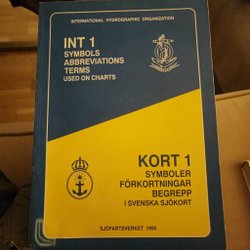 INTERNATIONAL HYDROGRAPHIC ORGANIZATION
INT 1
SYMBOLS
ABBREVIATIONS
TERMS
USED ON CHARTS
KORT 1
SYMBOLER
FÖRKORTNINGAR
BEGREPP
I SVENSKA SJÖKORT
SJÖFARTSVERKET 1995